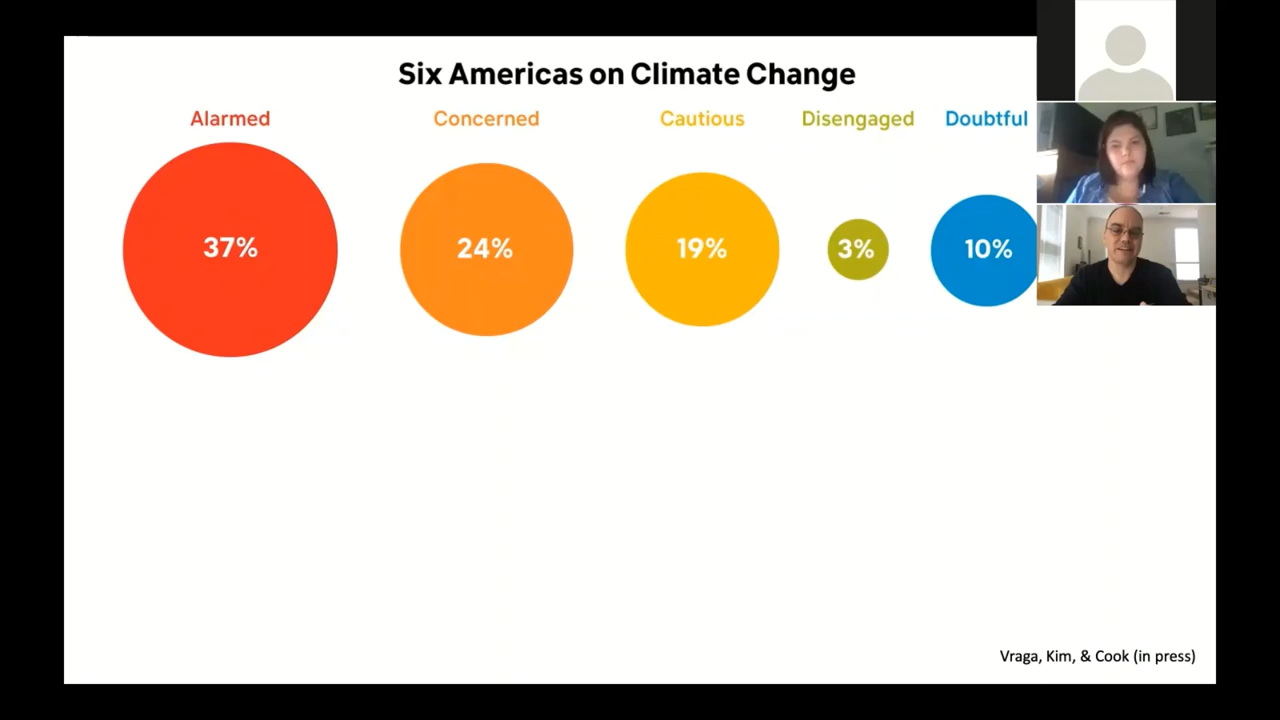 Six Americas on Climate Change
Alarmed Concerned Cautious Disengaged Doubtful
37% 24% 19% 3% 10%
Vraga, Kim, & Cook (in press)